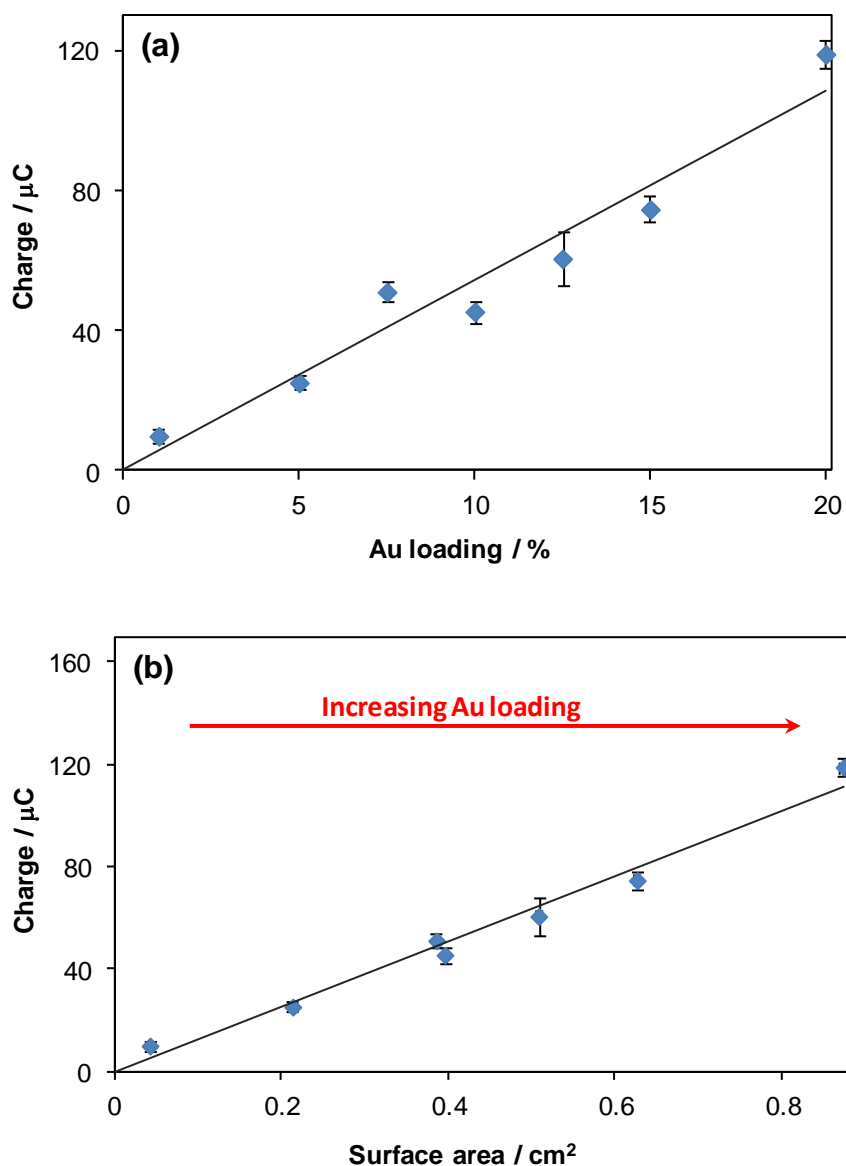 (a)
120
80
40
0
Charge / μC
0 5 10 15 20
Au loading / %
(b)
Increasing Au loading
160
120
80
40
0
Charge / μC
0 0.2 0.4 0.6 0.8
Surface area / cm²